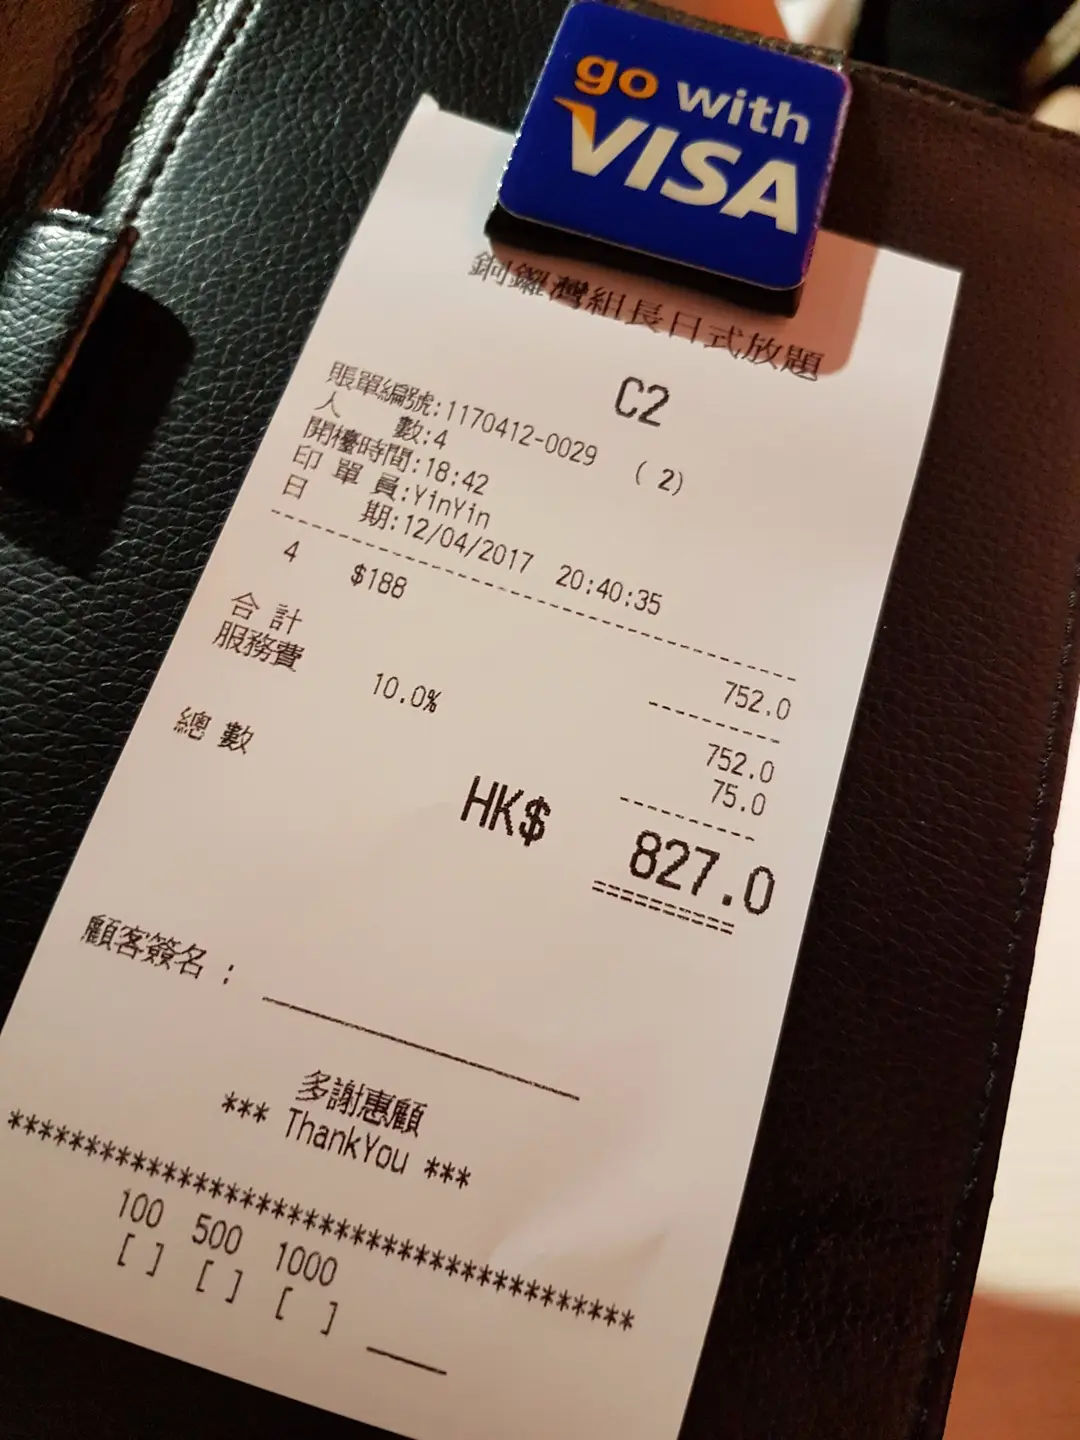 go with
VISA
銅鑼灣組長日式放題
C2
賬單編號:1170412-0029 (2)
人 數:4
開檯時間:18:42
印單員:YinYin
日 期:12/04/2017 20:40:35
4 $188 752.0
合計 752.0
服務費 10.0% 75.0
總數 HK$ 827.0
顧客簽名：
多謝惠顧
*** ThankYou ***
****************************************
100 500 1000
[ ] [ ] [ ]